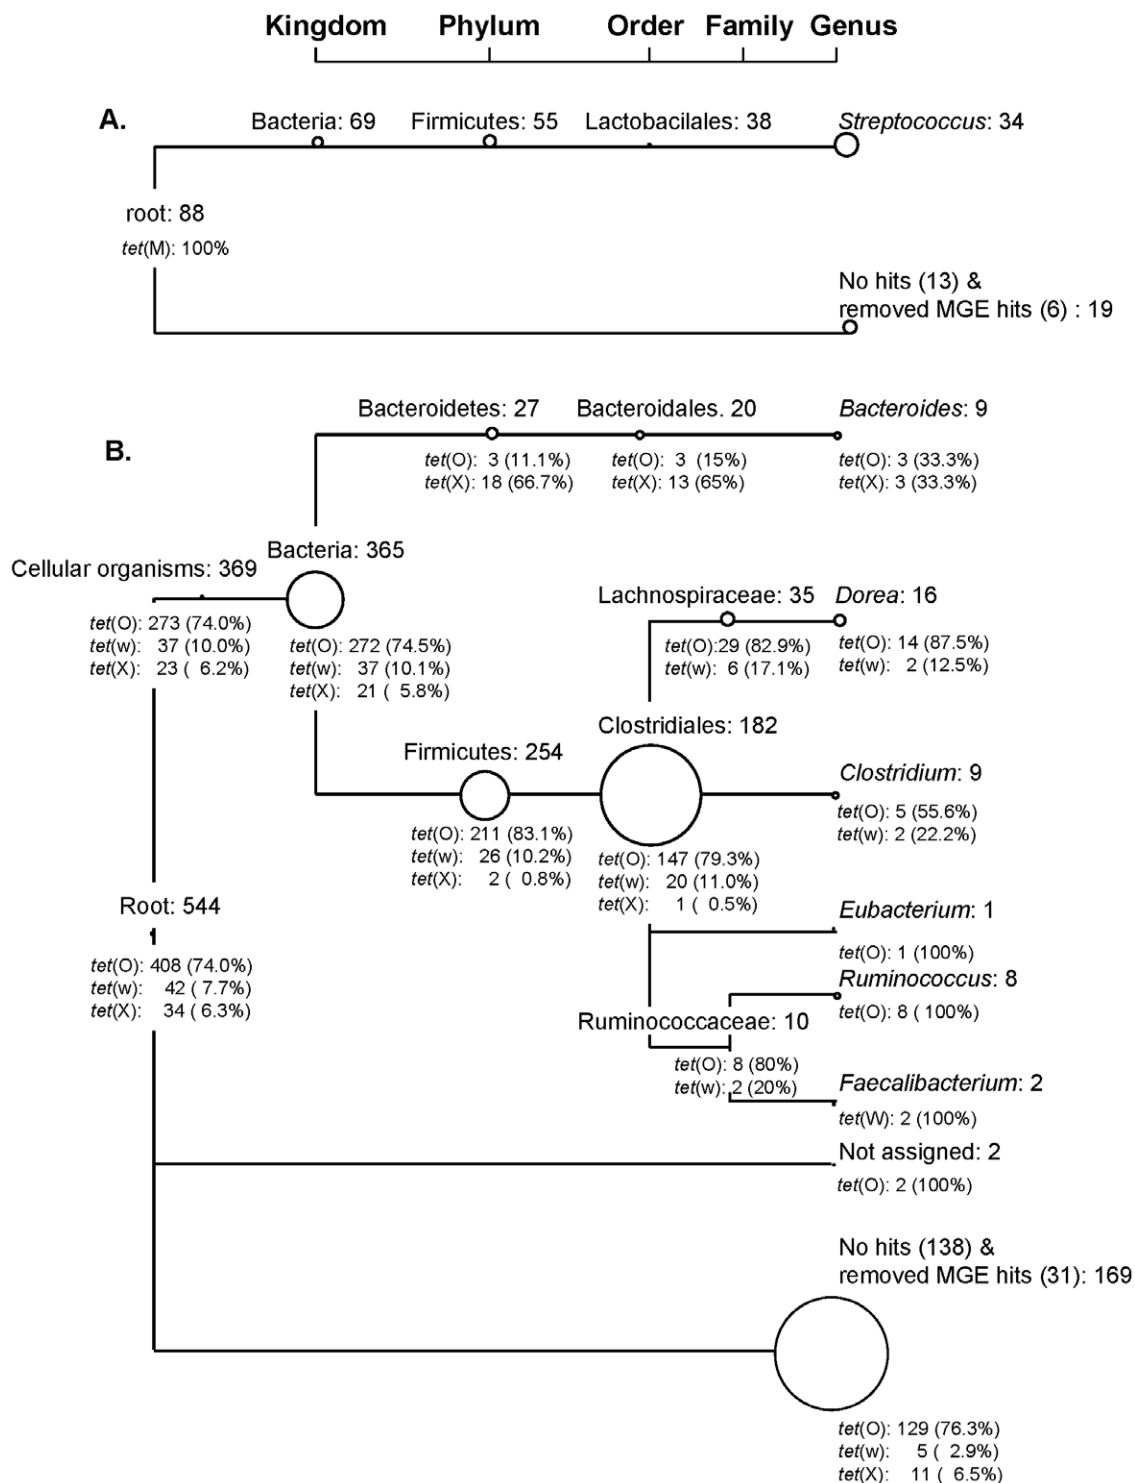 Kingdom Phylum Order Family Genus
A.
Bacteria: 69 Firmicutes: 55 Lactobacilales: 38 Streptococcus: 34
root: 88
tet(M): 100%
No hits (13) &
removed MGE hits (6) : 19
B.
Bacteroidetes: 27 Bacteroidales. 20 Bacteroides: 9
tet(O): 3 (11.1%) tet(O): 3 (15%) tet(O): 3 (33.3%)
tet(X): 18 (66.7%) tet(X): 13 (65%) tet(X): 3 (33.3%)
Cellular organisms: 369
tet(O): 273 (74.0%)
tet(w): 37 (10.0%)
tet(X): 23 ( 6.2%)
Bacteria: 365
tet(O): 272 (74.5%)
tet(w): 37 (10.1%)
tet(X): 21 ( 5.8%)
Lachnospiraceae: 35 Dorea: 16
tet(O):29 (82.9%) tet(O): 14 (87.5%)
tet(w): 6 (17.1%) tet(w): 2 (12.5%)
Firmicutes: 254
tet(O): 211 (83.1%)
tet(w): 26 (10.2%)
tet(X): 2 ( 0.8%)
Clostridiales: 182
tet(O): 147 (79.3%)
tet(w): 20 (11.0%)
tet(X): 1 ( 0.5%)
Clostridium: 9
tet(O): 5 (55.6%)
tet(w): 2 (22.2%)
Root: 544
tet(O): 408 (74.0%)
tet(w): 42 ( 7.7%)
tet(X): 34 ( 6.3%)
Eubacterium: 1
tet(O): 1 (100%)
Ruminococcus: 8
tet(O): 8 ( 100%)
Ruminococcaceae: 10
tet(O): 8 (80%)
tet(w): 2 (20%)
Faecalibacterium: 2
tet(W): 2 (100%)
Not assigned: 2
tet(O): 2 (100%)
No hits (138) &
removed MGE hits (31): 169
tet(O): 129 (76.3%)
tet(w): 5 ( 2.9%)
tet(X): 11 ( 6.5%)